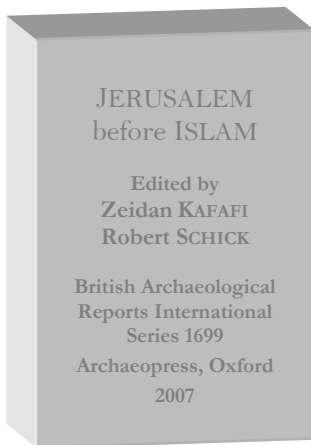 JERUSALEM
before ISLAM
Edited by
Zeidan KAFAFI
Robert SCHICK
British Archaeological
Reports International
Series 1699
Archaeopress, Oxford
2007